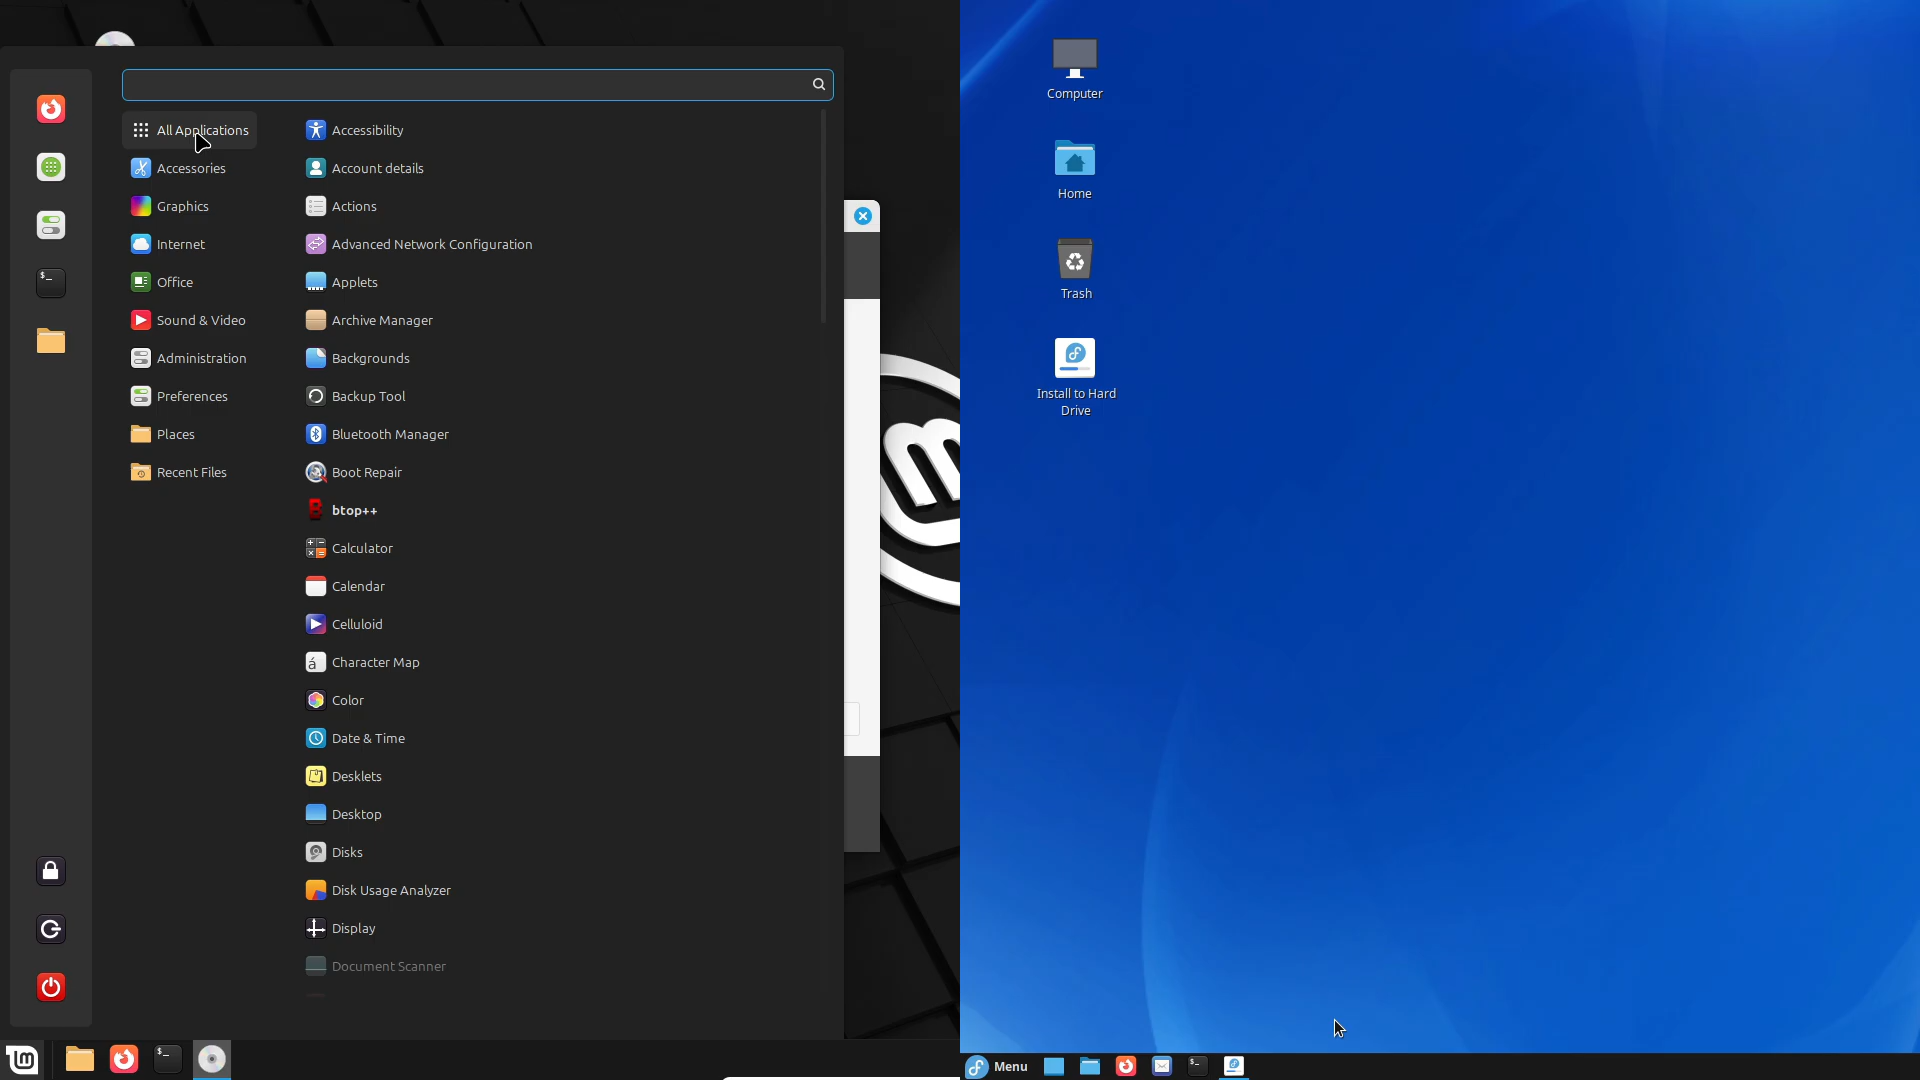 All Applications
Accessories
Graphics
Internet
Office
Sound & Video
Administration
Preferences
Places
Recent Files
Accessibility
Account details
Actions
Advanced Network Configuration
Applets
Archive Manager
Backgrounds
Backup Tool
Bluetooth Manager
Boot Repair
btop++
Calculator
Calendar
Celluloid
Character Map
Color
Date & Time
Desklets
Desktop
Disks
Disk Usage Analyzer
Display
Document Scanner
Computer
Home
Trash
Install to Hard
Drive
Menu